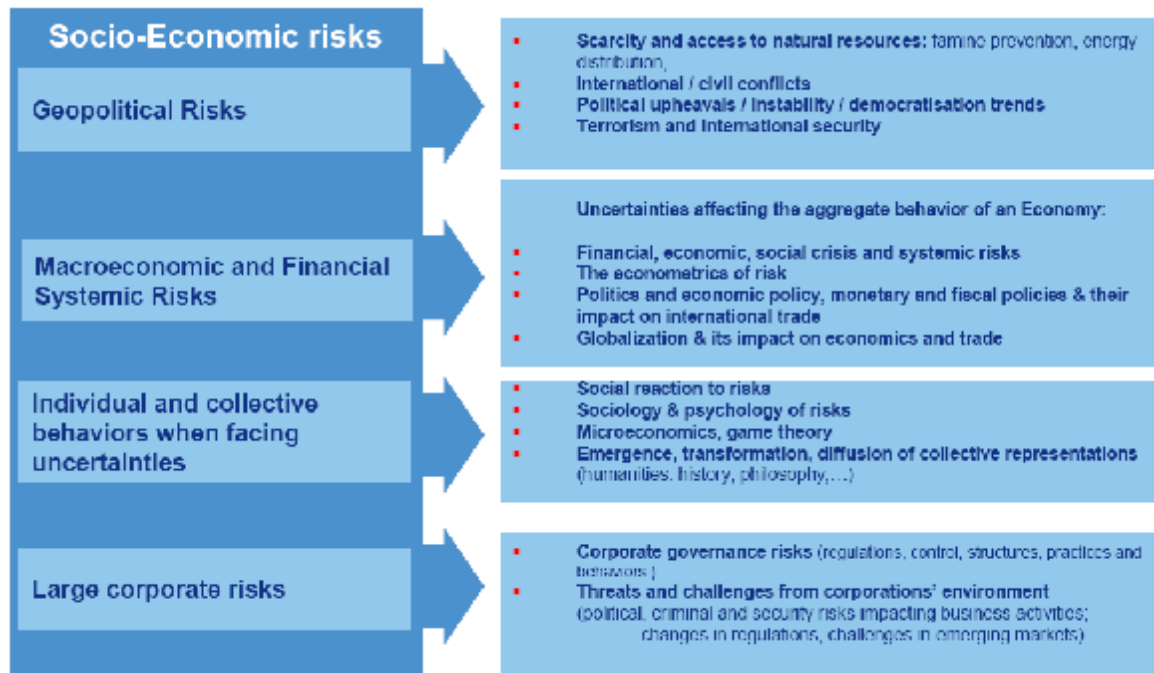 Socio-Economic risks
Geopolitical Risks
Scarcity and access to natural resources: famine prevention, energy
distribution,
International / civil conflicts
Political upheavals / instability / democratisation trends
Terrorism and international security
Macroeconomic and Financial
Systemic Risks
Uncertainties affecting the aggregate behavior of an Economy:
Financial, economic, social crisis and systemic risks
The econometrics of risk
Politics and economic policy, monetary and fiscal policies & their
impact on international trade
Globalization & its impact on economics and trade
Individual and collective
behaviors when facing
uncertainties
Social reaction to risks
Sociology & psychology of risks
Microeconomics, game theory
Emergence, transformation, diffusion of collective representations
(humanities: history, philosophy,…)
Large corporate risks
Corporate governance risks (regulations, control, structures, practices and
behaviors )
Threats and challenges from corporations' environment
(political, criminal and security risks impacting business activities;
changes in regulations, challenges in emerging markets)